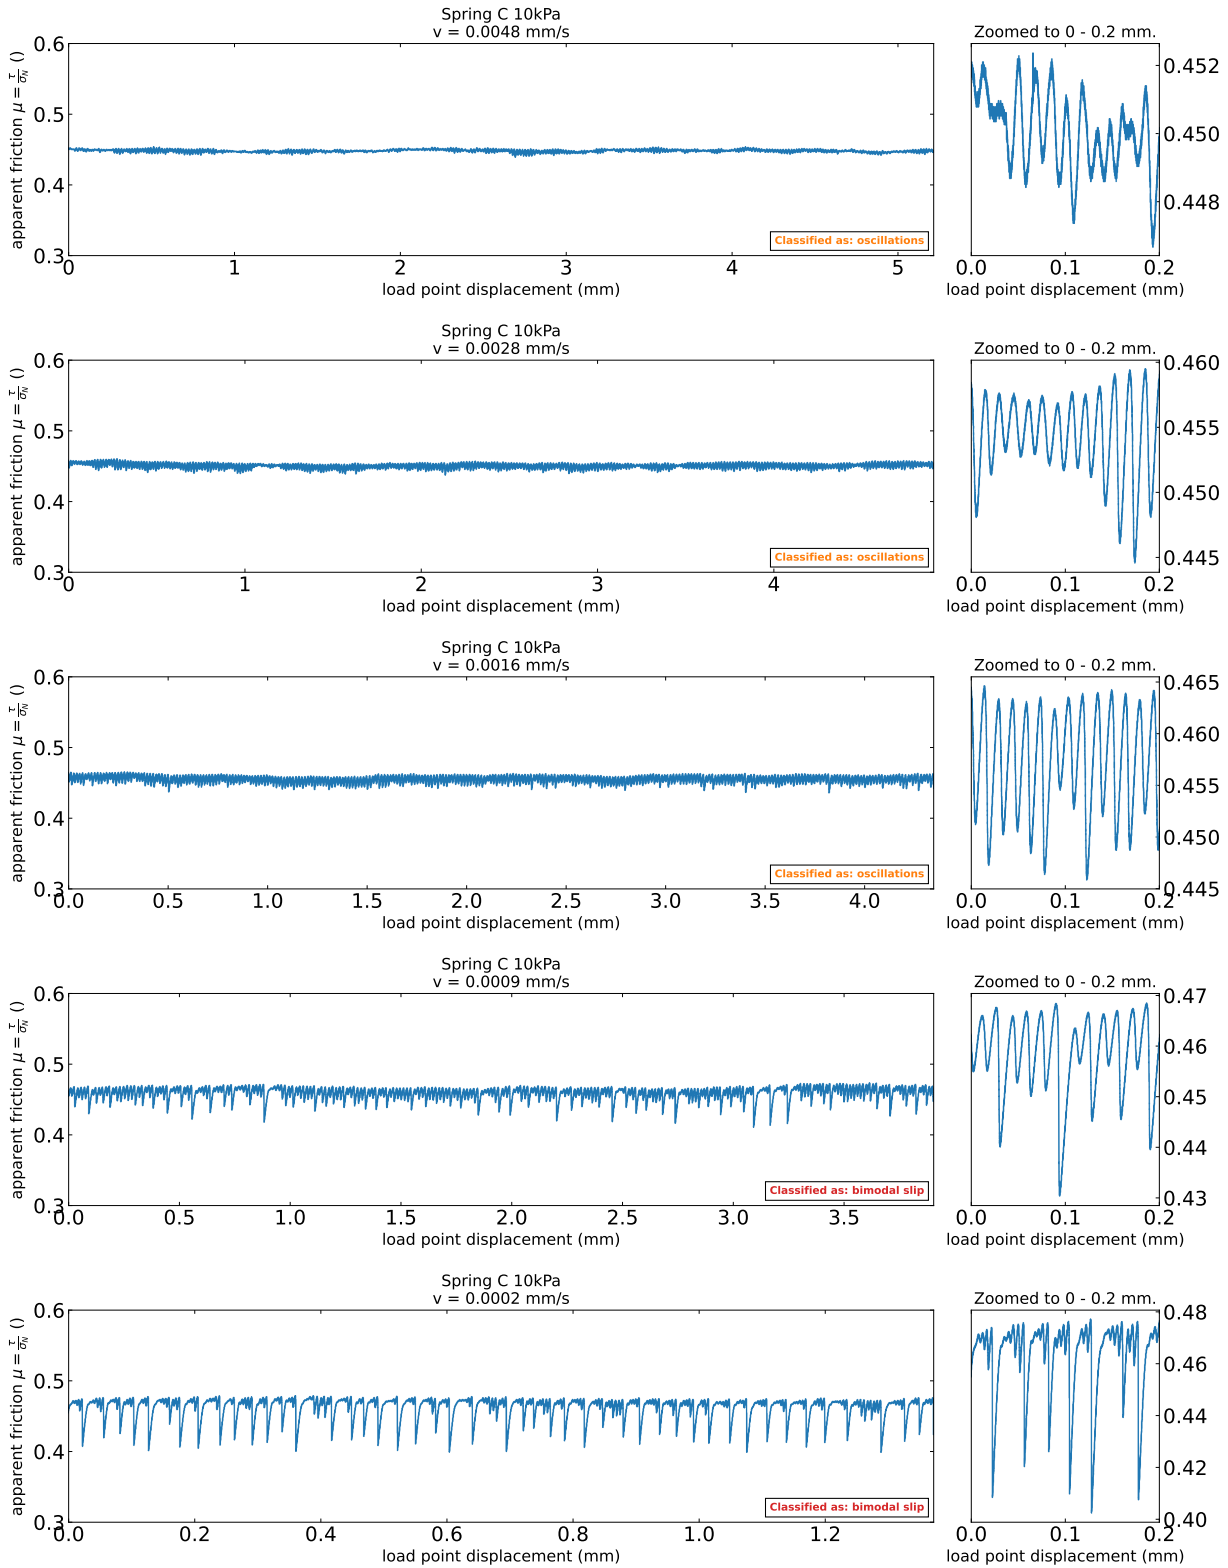 Spring C 10kPa
v = 0.0048 mm/s
Zoomed to 0 - 0.2 mm.
apparent friction μ = τ/σ_N ()
0.6
0.5
0.4
0.3
Classified as: oscillations
0 1 2 3 4 5
load point displacement (mm)
0.452
0.450
0.448
0.0 0.1 0.2
load point displacement (mm)
Spring C 10kPa
v = 0.0028 mm/s
Zoomed to 0 - 0.2 mm.
apparent friction μ = τ/σ_N ()
0.6
0.5
0.4
0.3
Classified as: oscillations
0 1 2 3 4
load point displacement (mm)
0.460
0.455
0.450
0.445
0.0 0.1 0.2
load point displacement (mm)
Spring C 10kPa
v = 0.0016 mm/s
Zoomed to 0 - 0.2 mm.
apparent friction μ = τ/σ_N ()
0.6
0.5
0.4
0.3
Classified as: oscillations
0.0 0.5 1.0 1.5 2.0 2.5 3.0 3.5 4.0
load point displacement (mm)
0.465
0.460
0.455
0.450
0.445
0.0 0.1 0.2
load point displacement (mm)
Spring C 10kPa
v = 0.0009 mm/s
Zoomed to 0 - 0.2 mm.
apparent friction μ = τ/σ_N ()
0.6
0.5
0.4
0.3
Classified as: bimodal slip
0.0 0.5 1.0 1.5 2.0 2.5 3.0 3.5
load point displacement (mm)
0.47
0.46
0.45
0.44
0.43
0.0 0.1 0.2
load point displacement (mm)
Spring C 10kPa
v = 0.0002 mm/s
Zoomed to 0 - 0.2 mm.
apparent friction μ = τ/σ_N ()
0.6
0.5
0.4
0.3
Classified as: bimodal slip
0.0 0.2 0.4 0.6 0.8 1.0 1.2
load point displacement (mm)
0.48
0.46
0.44
0.42
0.40
0.0 0.1 0.2
load point displacement (mm)